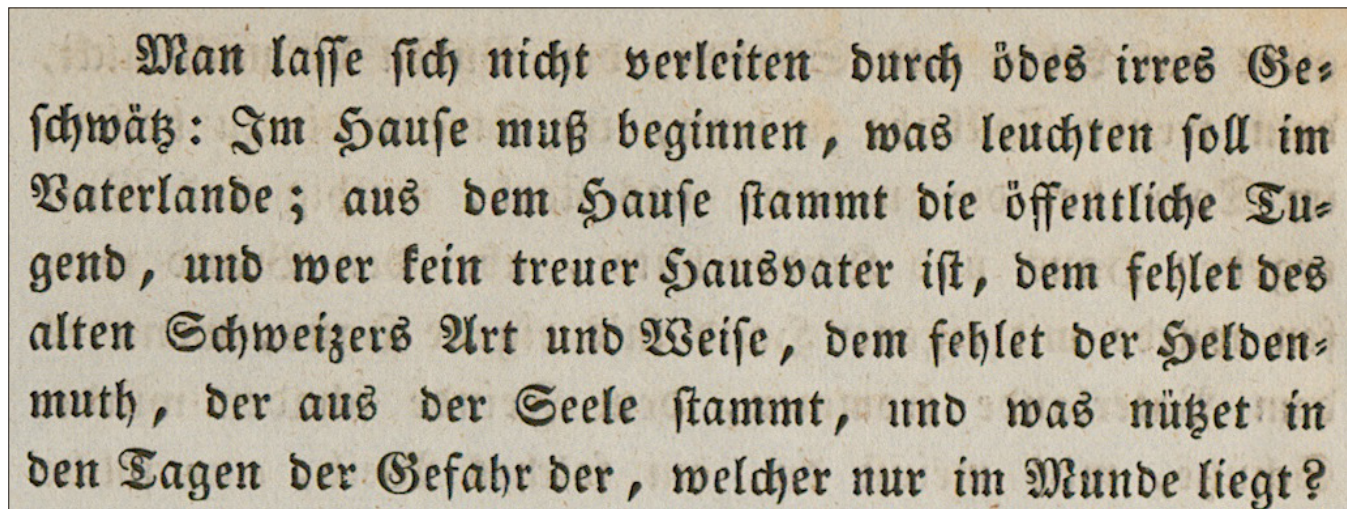 Man lasse sich nicht verleiten durch ödes irres Ge-
schwätz: Im Hause muß beginnen, was leuchten soll im
Vaterlande; aus dem Hause stammt die öffentliche Tu-
gend, und wer kein treuer Hausvater ist, dem fehlet des
alten Schweizers Art und Weise, dem fehlet der Helden-
muth, der aus der Seele stammt, und was nützet in
den Tagen der Gefahr der, welcher nur im Munde liegt?